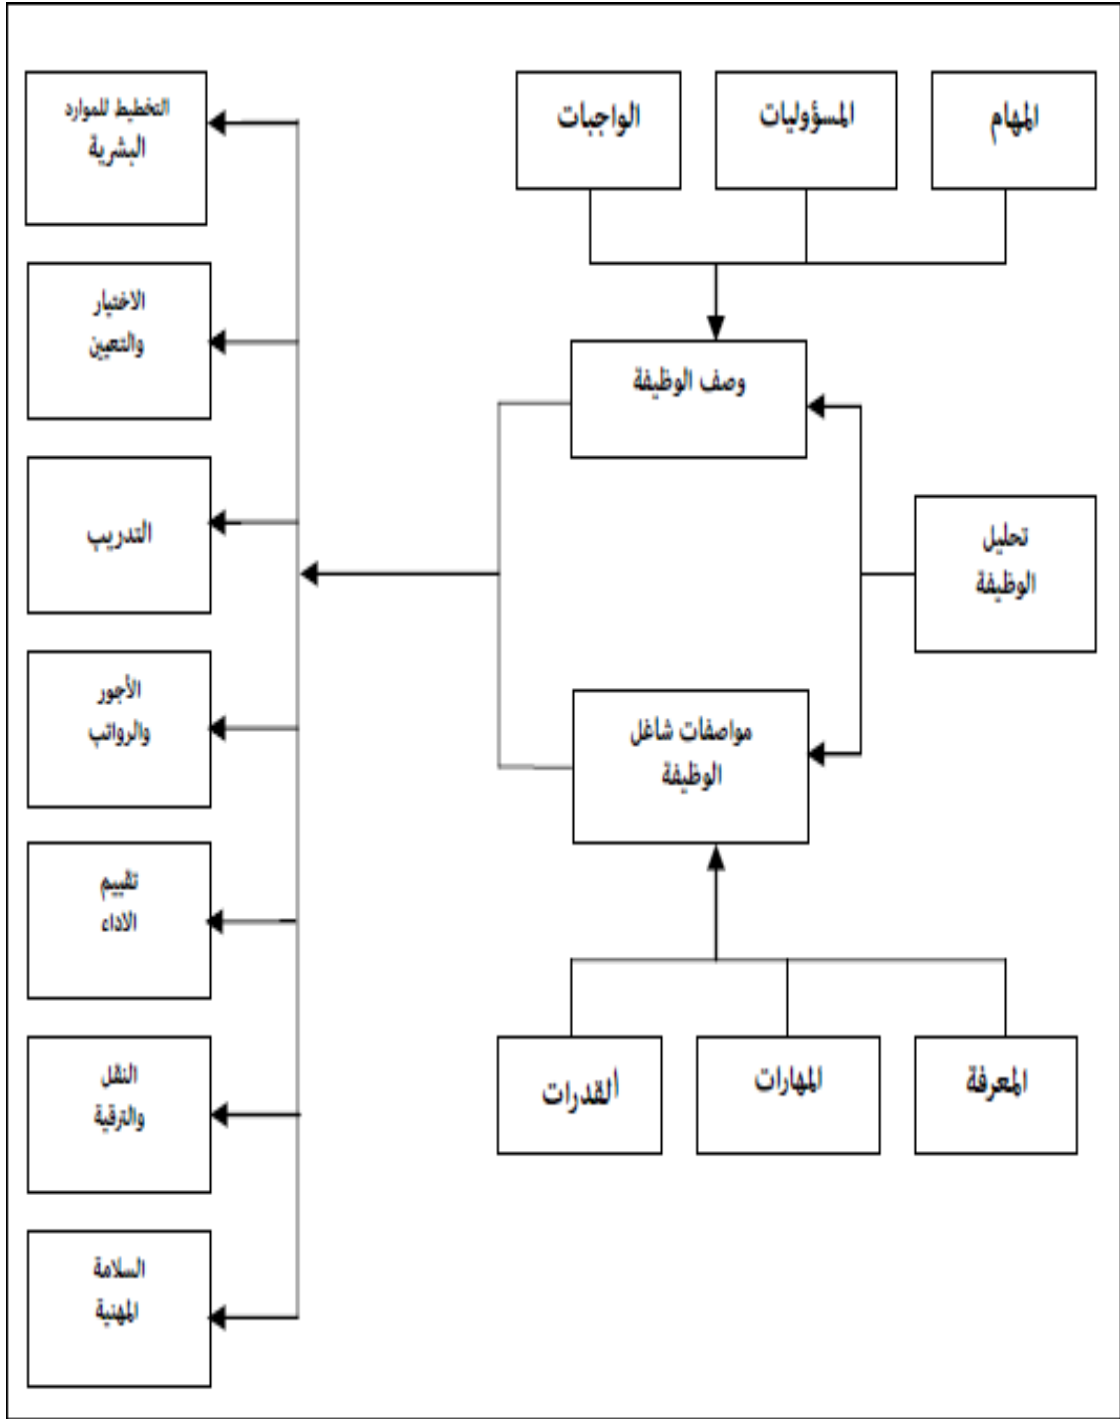 المهام
المسؤوليات
الواجبات
وصف الوظيفة
تحليل
الوظيفة
مواصفات شاغل
الوظيفة
المعرفة
المهارات
ألقدرات
التخطيط للموارد
البشرية
الاختيار
والتعيين
التدريب
الأجور
والرواتب
تقييم
الاداء
النقل
والترقية
السلامة
المهنية